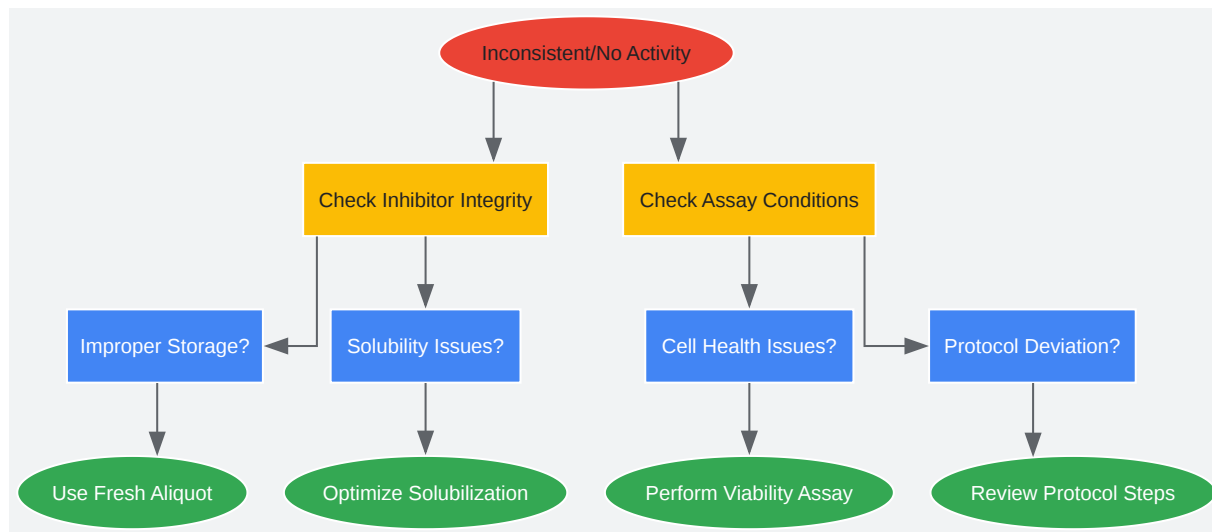 Inconsistent/No Activity
Check Inhibitor Integrity
Check Assay Conditions
Improper Storage?
Solubility Issues?
Cell Health Issues?
Protocol Deviation?
Use Fresh Aliquot
Optimize Solubilization
Perform Viability Assay
Review Protocol Steps